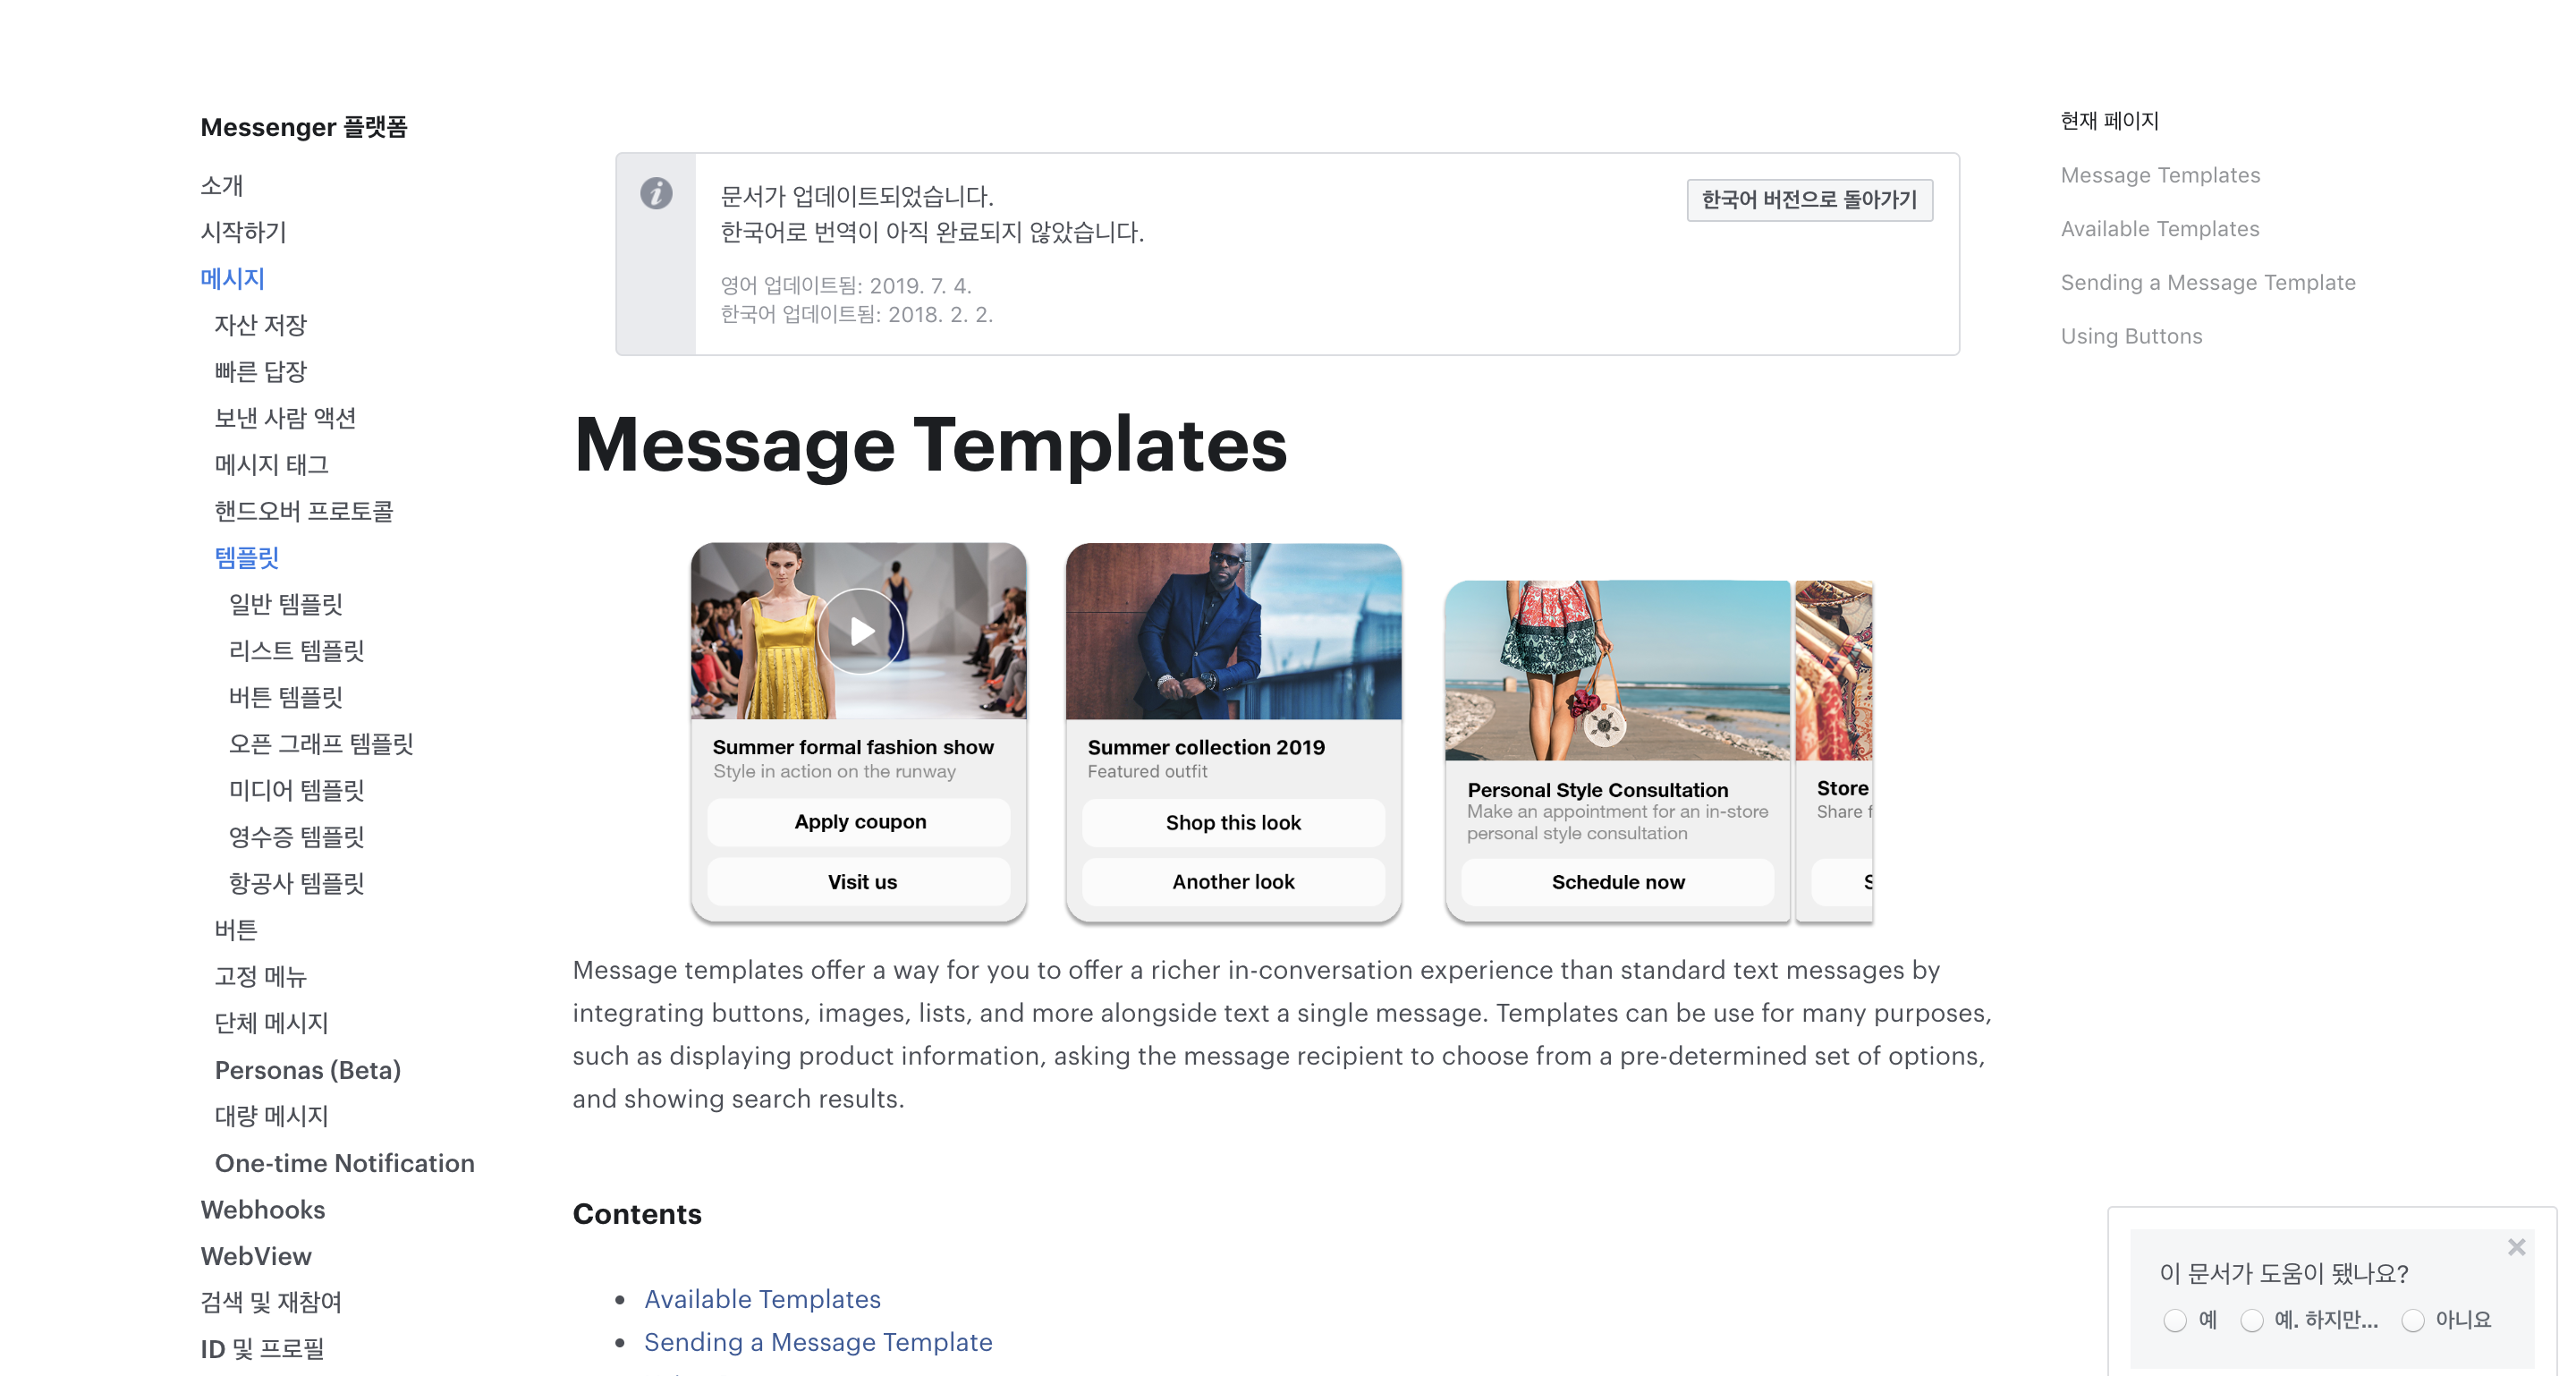 Messenger 플랫폼
소개
시작하기
메시지
자산 저장
빠른 답장
보낸 사람 액션
메시지 태그
핸드오버 프로토콜
템플릿
일반 템플릿
리스트 템플릿
버튼 템플릿
오픈 그래프 템플릿
미디어 템플릿
영수증 템플릿
항공사 템플릿
버튼
고정 메뉴
단체 메시지
Personas (Beta)
대량 메시지
One-time Notification
Webhooks
WebView
검색 및 재참여
ID 및 프로필
문서가 업데이트되었습니다.
한국어로 번역이 아직 완료되지 않았습니다.
한국어 버전으로 돌아가기
영어 업데이트됨: 2019. 7. 4.
한국어 업데이트됨: 2018. 2. 2.
Message Templates
Summer formal fashion show
Style in action on the runway
Apply coupon
Visit us
Summer collection 2019
Featured outfit
Shop this look
Another look
Personal Style Consultation
Make an appointment for an in-store
personal style consultation
Schedule now
Store
Share f
S
Message templates offer a way for you to offer a richer in-conversation experience than standard text messages by
integrating buttons, images, lists, and more alongside text a single message. Templates can be use for many purposes,
such as displaying product information, asking the message recipient to choose from a pre-determined set of options,
and showing search results.
Contents
Available Templates
Sending a Message Template
현재 페이지
Message Templates
Available Templates
Sending a Message Template
Using Buttons
이 문서가 도움이 됐나요?
예
예. 하지만...
아니요